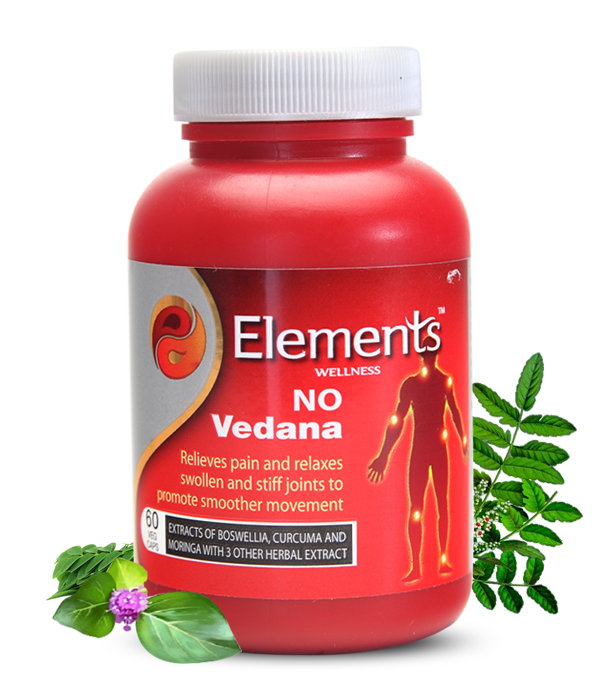 Elements™
WELLNESS
NO
Vedana
Relieves pain and relaxes
swollen and stiff joints to
promote smoother movement
60
VEG
CAPS
EXTRACTS OF BOSWELLIA, CURCUMA AND
MORINGA WITH 3 OTHER HERBAL EXTRACT